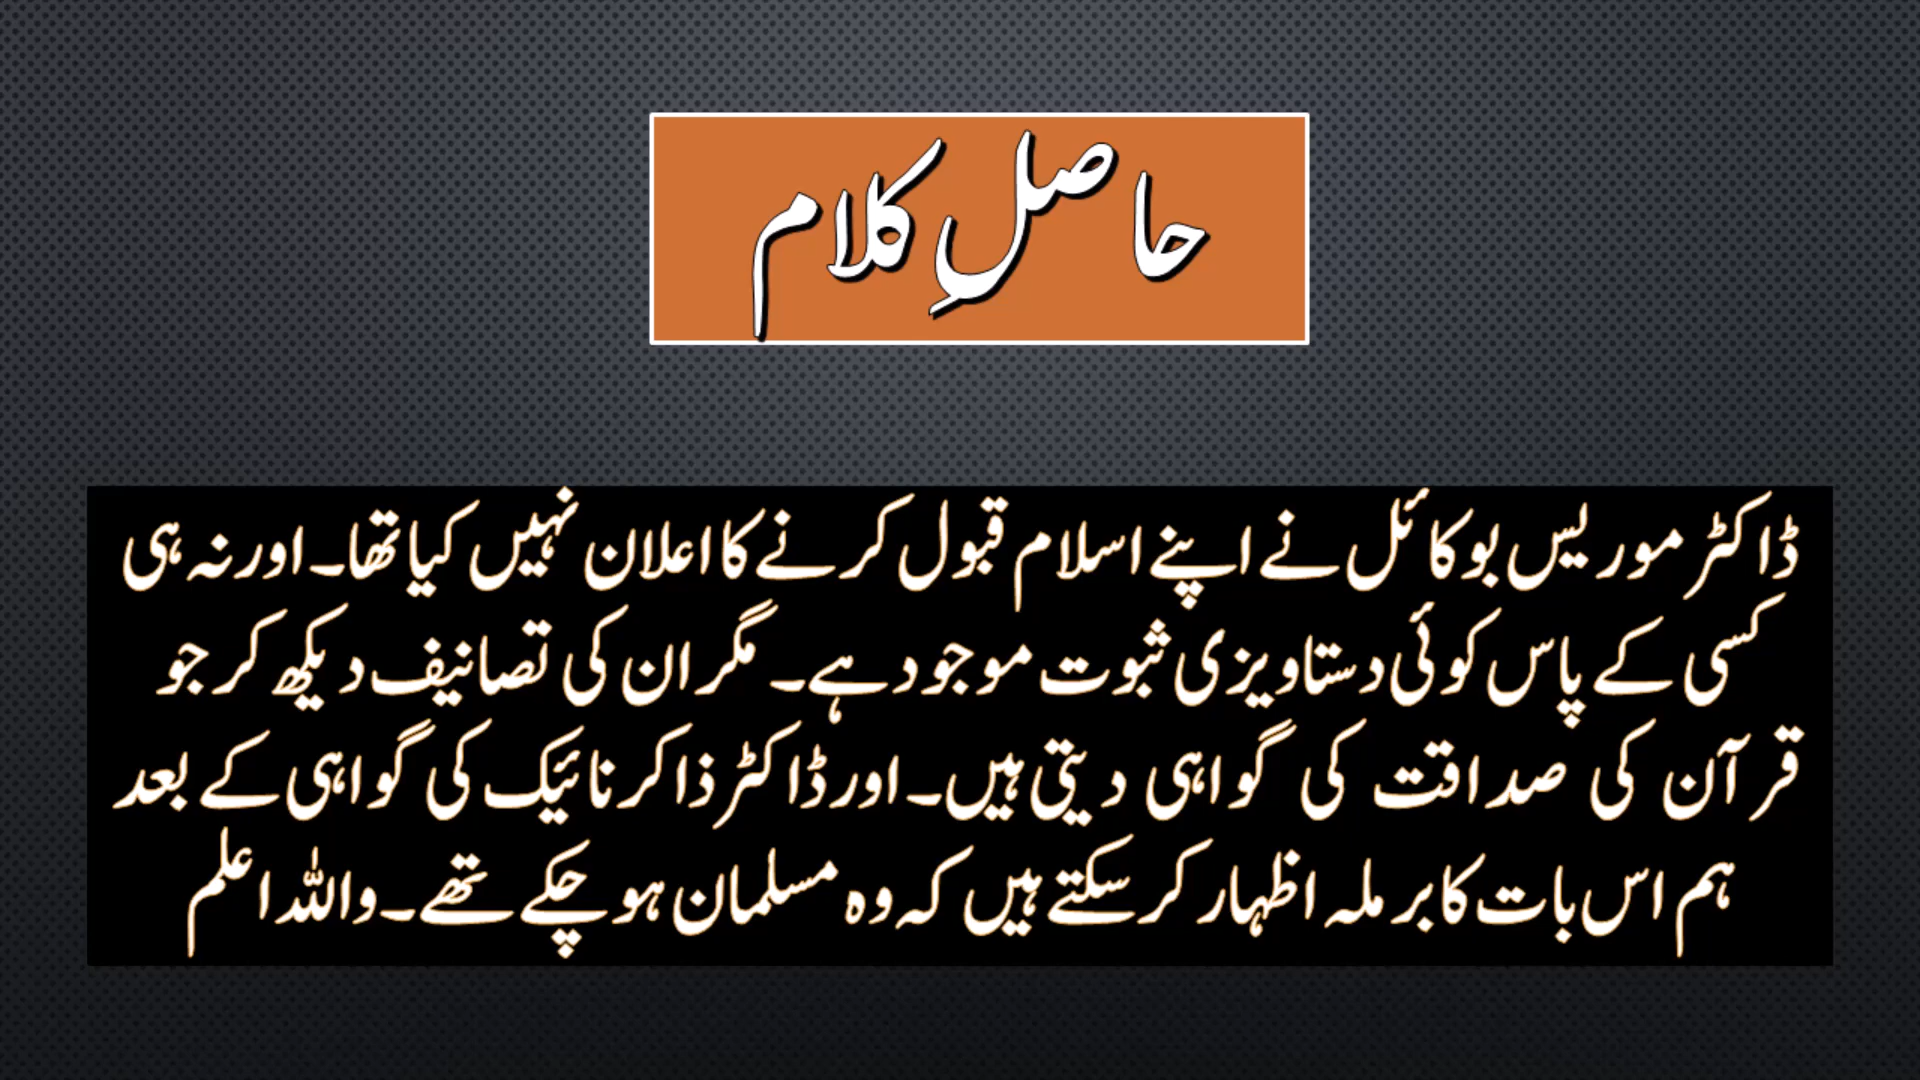 حاصلِ کلام
ڈاکٹر موریس بوکائل نے اپنے اسلام قبول کرنے کا اعلان نہیں کیا تھا۔ اور نہ ہی
کسی کے پاس کوئی دستاویزی ثبوت موجود ہے۔ مگر ان کی تصانیف دیکھ کر جو
قرآن کی صداقت کی گواہی دیتی ہیں۔ اور ڈاکٹر ذاکر نائیک کی گواہی کے بعد
ہم اس بات کا برملہ اظہار کر سکتے ہیں کہ وہ مسلمان ہو چکے تھے۔ واللہ اعلم